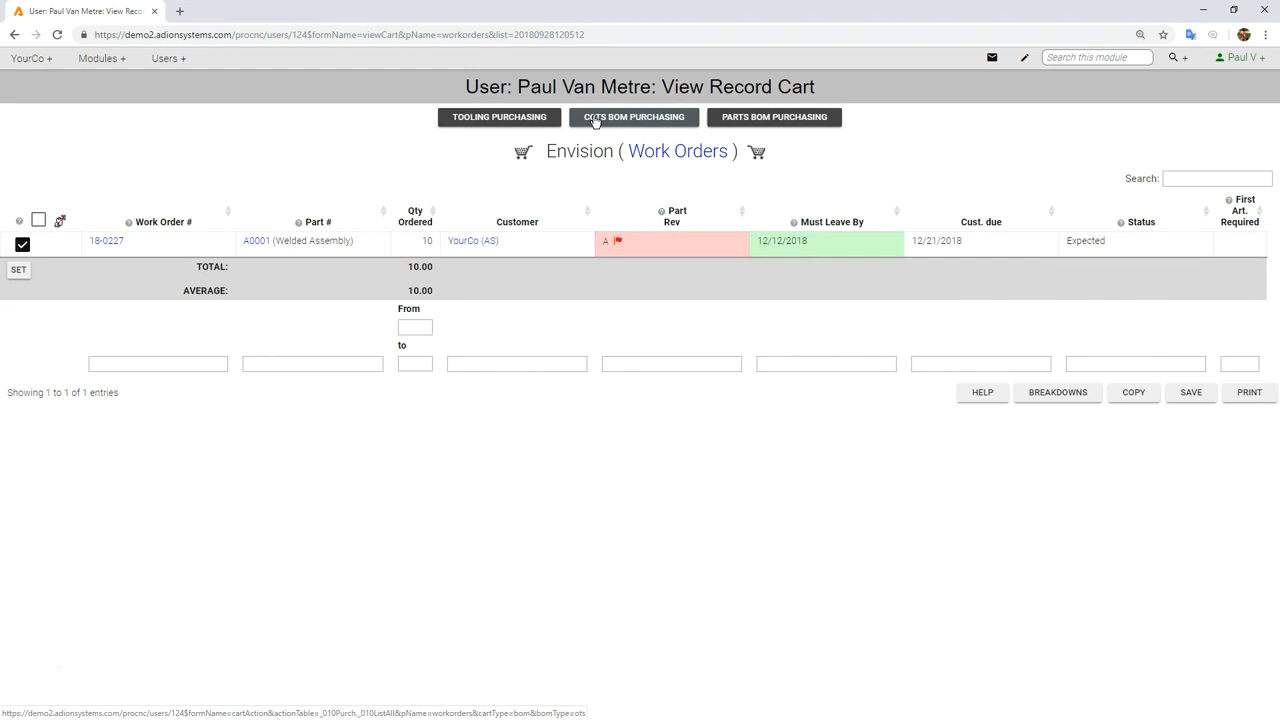 User: Paul Van Metre: View Reco
https://demo2.adionsystems.com/procnc/users/124$formName=viewCart&pName=workorders&list=20180928120512
YourCo + Modules + Users + Search this module + Paul V +
User: Paul Van Metre: View Record Cart
TOOLING PURCHASING COTS BOM PURCHASING PARTS BOM PURCHASING
Envision ( Work Orders )
Search:
Work Order # Part # Qty Ordered Customer Part Rev Must Leave By Cust. due Status First Art. Required
18-0227 A0001 (Welded Assembly) 10 YourCo (AS) A 12/12/2018 12/21/2018 Expected
SET TOTAL: 10.00
AVERAGE: 10.00
From
to
Showing 1 to 1 of 1 entries HELP BREAKDOWNS COPY SAVE PRINT
https://demo2.adionsystems.com/procnc/users/124$formName=cartAction&actionTable=_010Purch._010ListAll&pName=workorders&cartType=bom&bomType=ots